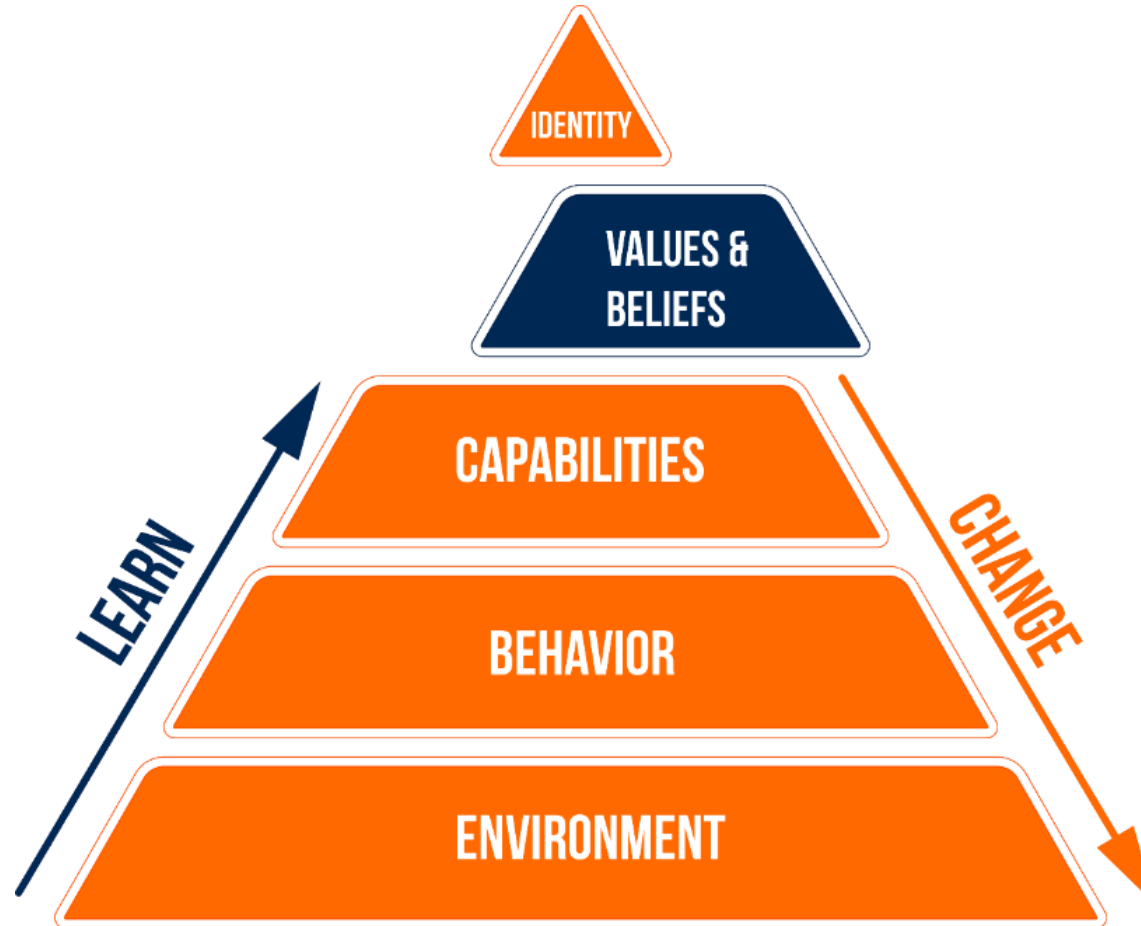 IDENTITY
VALUES &
BELIEFS
CAPABILITIES
LEARN
CHANGE
BEHAVIOR
ENVIRONMENT